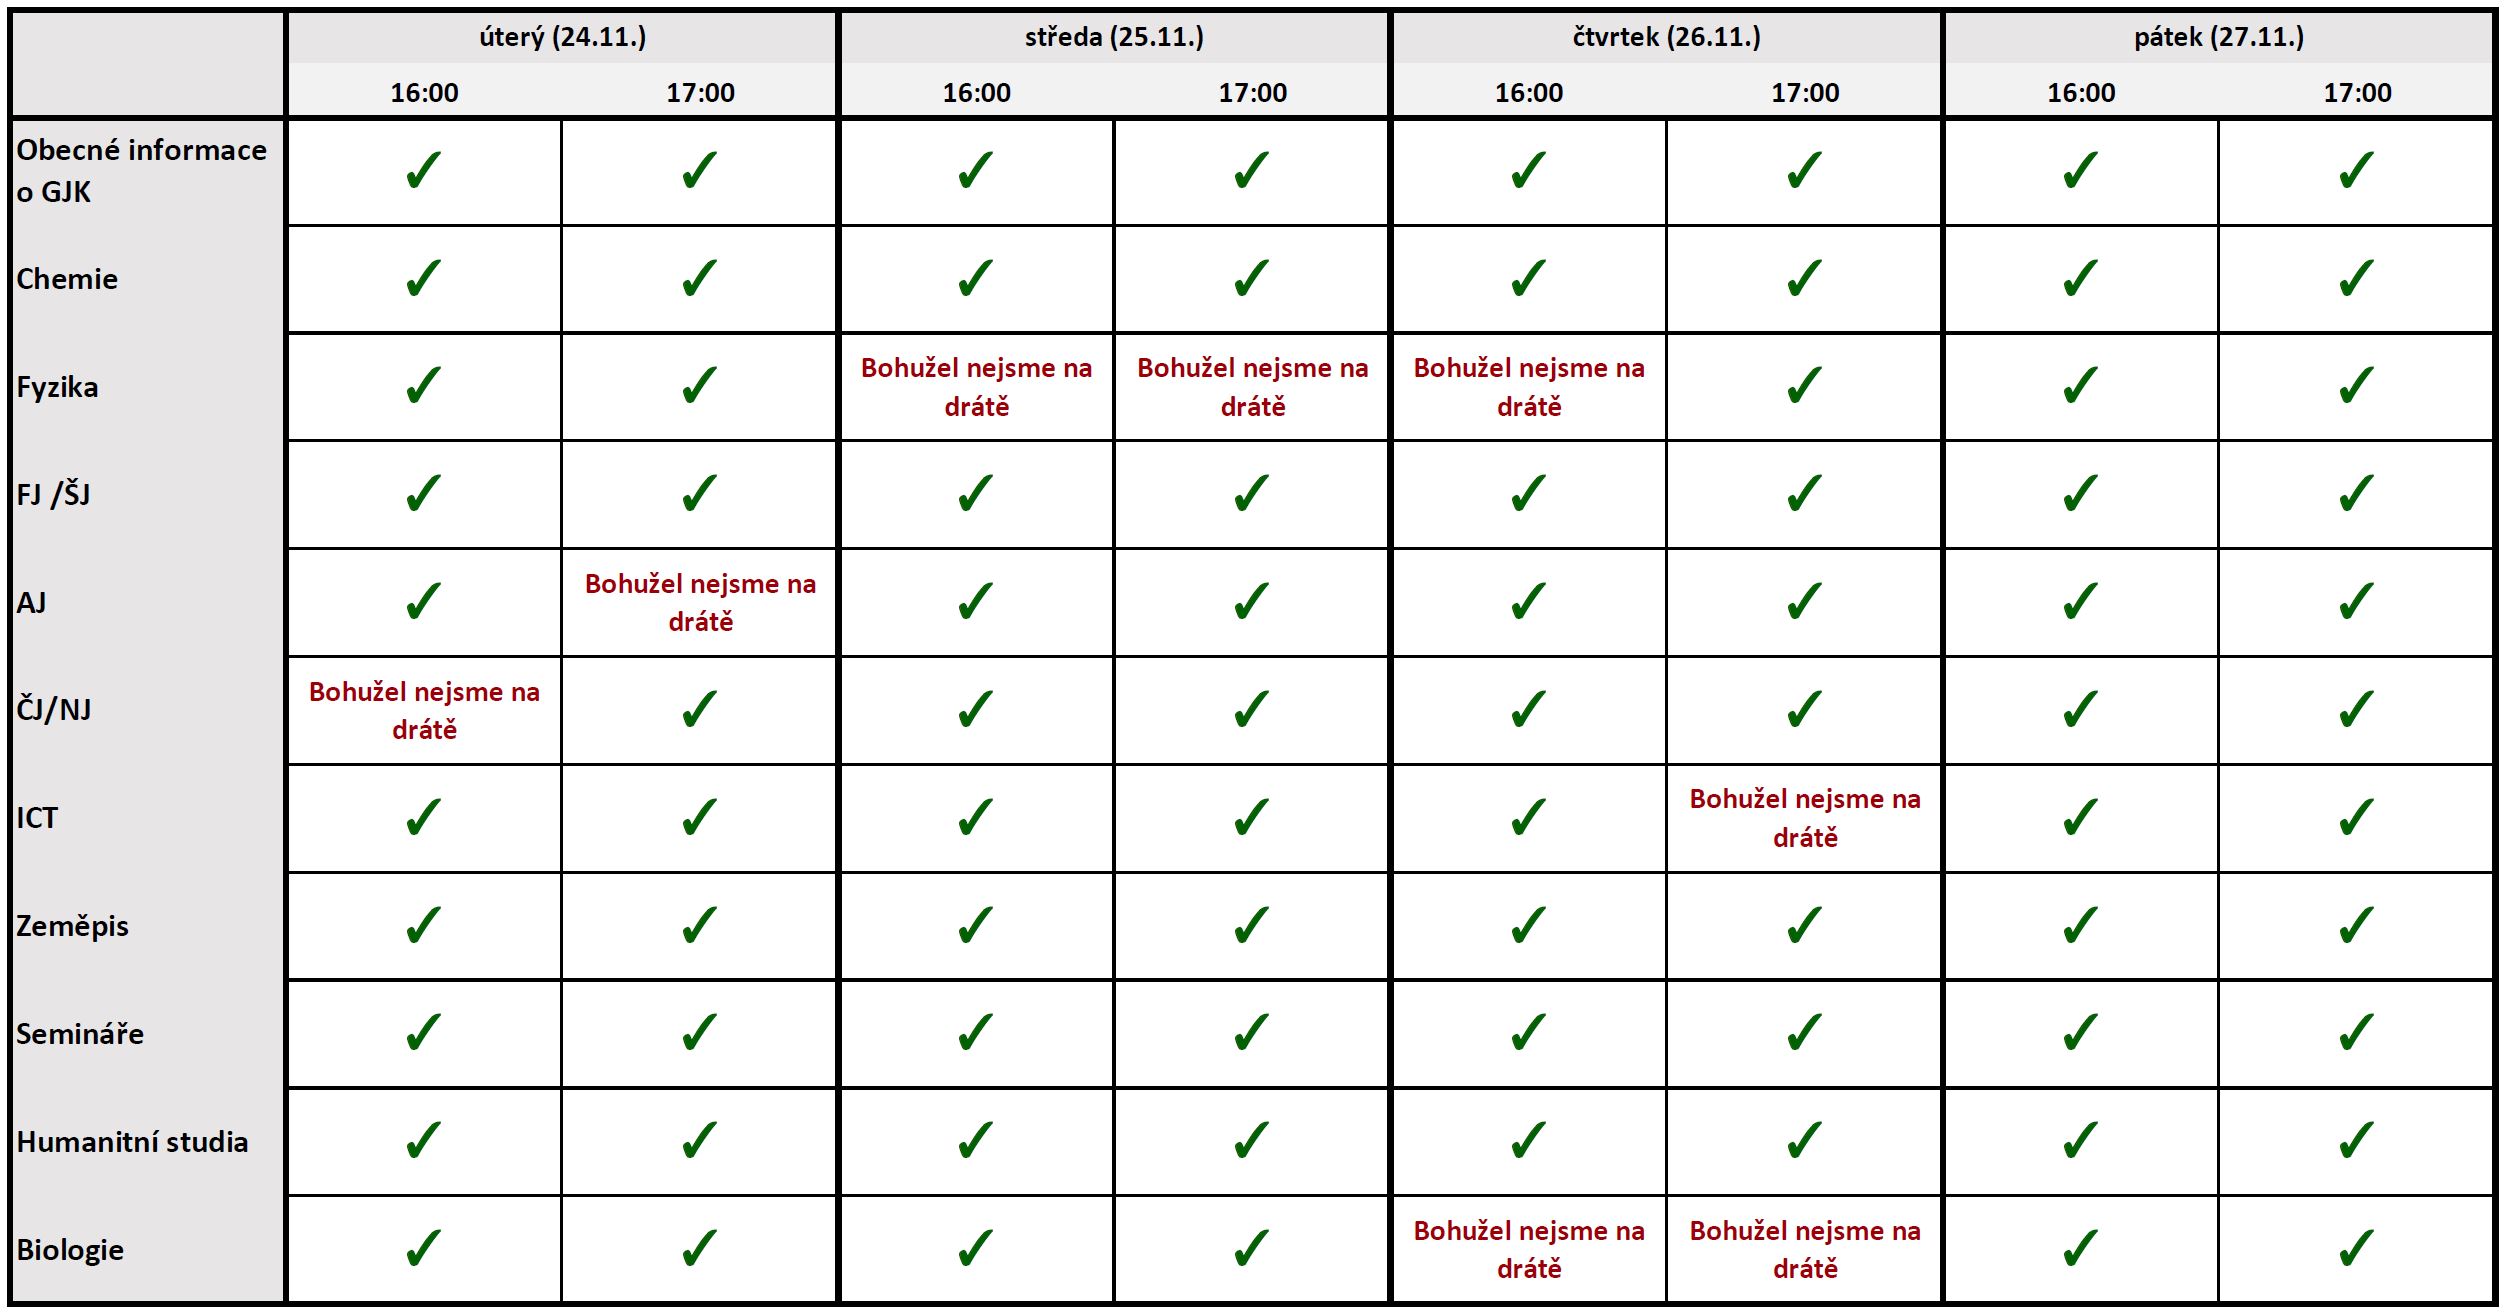 úterý (24.11.) středa (25.11.) čtvrtek (26.11.) pátek (27.11.)
16:00 17:00 16:00 17:00 16:00 17:00 16:00 17:00
Obecné informace
o GJK
✓ ✓ ✓ ✓ ✓ ✓ ✓ ✓
Chemie ✓ ✓ ✓ ✓ ✓ ✓ ✓ ✓
Fyzika ✓ ✓ Bohužel nejsme na
drátě
Bohužel nejsme na
drátě
Bohužel nejsme na
drátě
✓ ✓ ✓
FJ /ŠJ ✓ ✓ ✓ ✓ ✓ ✓ ✓ ✓
AJ ✓ Bohužel nejsme na
drátě
✓ ✓ ✓ ✓ ✓ ✓
ČJ/NJ Bohužel nejsme na
drátě
✓ ✓ ✓ ✓ ✓ ✓ ✓
ICT ✓ ✓ ✓ ✓ ✓ Bohužel nejsme na
drátě
✓ ✓
Zeměpis ✓ ✓ ✓ ✓ ✓ ✓ ✓ ✓
Semináře ✓ ✓ ✓ ✓ ✓ ✓ ✓ ✓
Humanitní studia ✓ ✓ ✓ ✓ ✓ ✓ ✓ ✓
Biologie ✓ ✓ ✓ ✓ Bohužel nejsme na
drátě
Bohužel nejsme na
drátě
✓ ✓